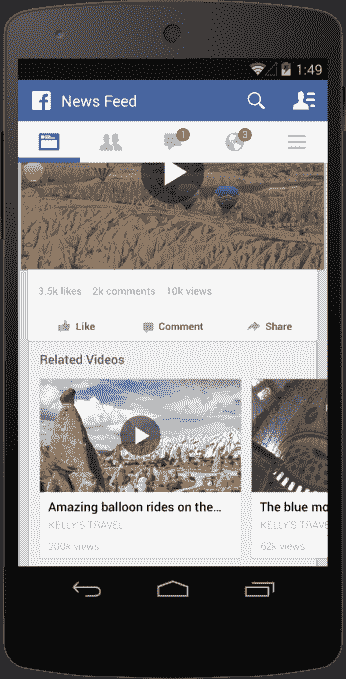 1:49
f News Feed
1 3
3.5k likes 2k comments 10k views
Like Comment Share
Related Videos
Amazing balloon rides on the... The blue mo
KELLY'S TRAVEL KELLY'S TRAVE
200k views 62k views